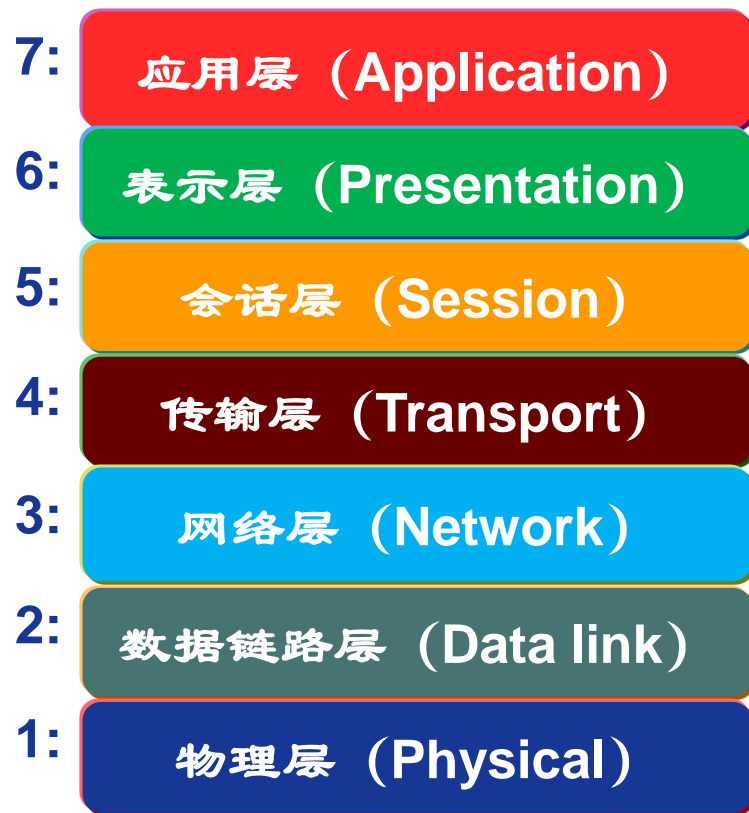 7: 应用层（Application）
6: 表示层（Presentation）
5: 会话层（Session）
4: 传输层（Transport）
3: 网络层（Network）
2: 数据链路层（Data link）
1: 物理层（Physical）